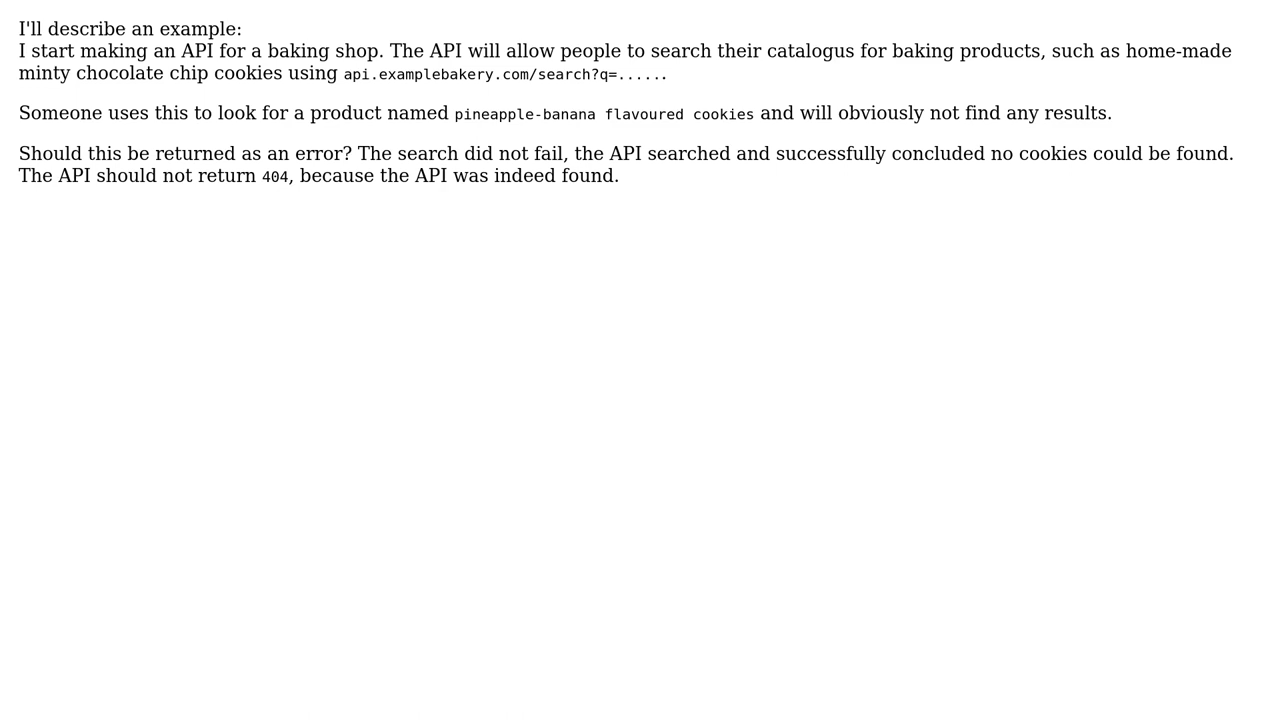 I'll describe an example:
I start making an API for a baking shop. The API will allow people to search their catalogus for baking products, such as home-made
minty chocolate chip cookies using api.examplebakery.com/search?q=......
Someone uses this to look for a product named pineapple-banana flavoured cookies and will obviously not find any results.
Should this be returned as an error? The search did not fail, the API searched and successfully concluded no cookies could be found.
The API should not return 404, because the API was indeed found.